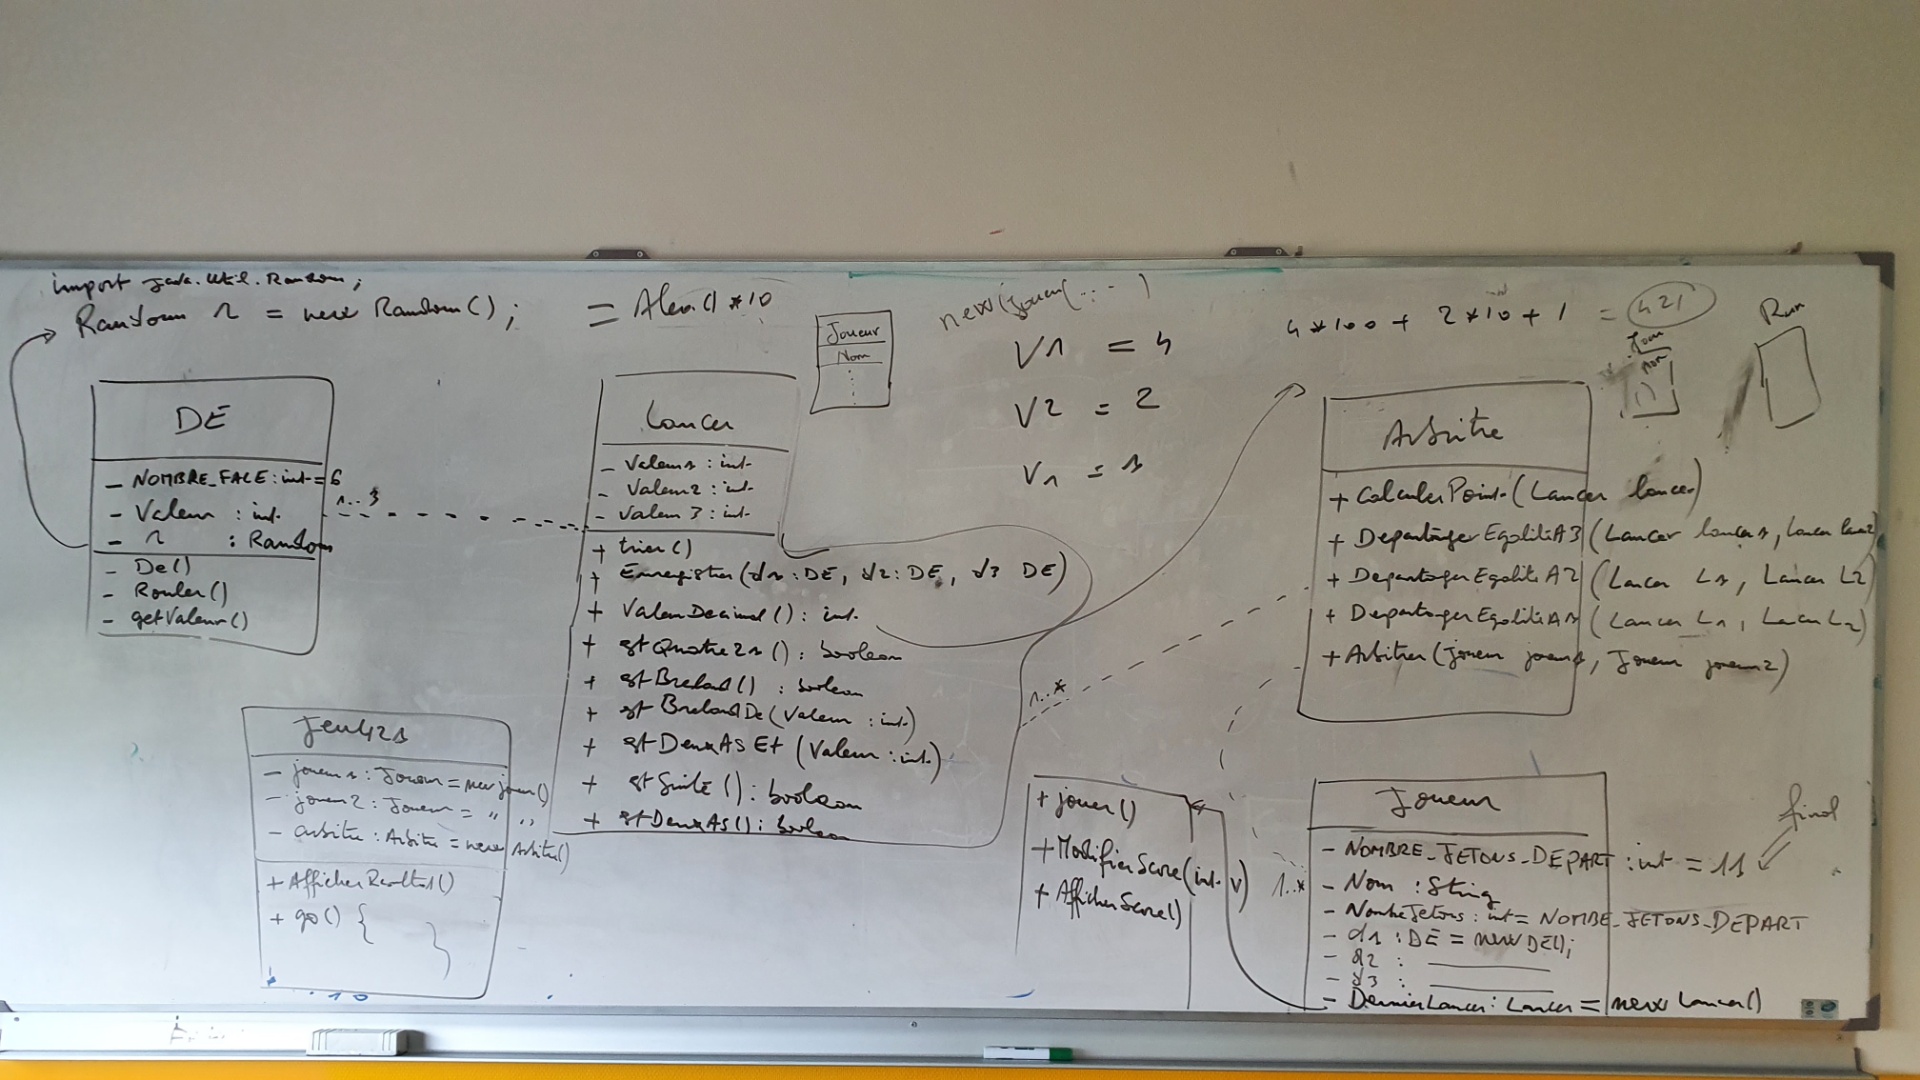 import java.util.Random;
Random r = new Random();
= Alea() *10
Joueur
Nom
new(Joueur(....)
V1 = 4
V2 = 2
V1 = 1
4*100 + 2*10 + 1 = 421
Nom
Run
DE
- NOMBRE_FACE : int = 6
- Valeur : int
- r : Random
- De()
- Rouler()
- getValeur()
1..3
Lancer
- Valeur1 : int
- Valeur2 : int
- Valeur3 : int
+ trier()
+ Enregistrer(d1 : DE, d2 : DE, d3 DE)
+ ValeurDecimal() : int
+ estQuatre21() : boolean
+ estBreland() : boolean
+ estBrelandDe(Valeur : int)
+ estDeuxAsEt(Valeur : int)
+ estSuite() : boolean
+ estDeuxAS() : boolean
1..*
Arbitre
+ CalculerPoint(Lancer lancer)
+ DepartagerEgaliteA3(Lancer lancer1, Lancer lancer2)
+ DepartagerEgaliteA2(Lancer L1, Lancer L2)
+ DepartagerEgaliteA1(Lancer L1, Lancer L2)
+ Arbitrer(Joueur joueur1, Joueur joueur2)
Jeu421
- joueur1 : Joueur = new joueur()
- joueur2 : Joueur = " "
- arbitre : Arbitre = new Arbitre()
+ AfficherResultat()
+ go() { }
+ jouer()
+ ModifierScore(int v)
+ AfficherScore()
1..*
Joueur
- NOMBRE_JETONS_DEPART : int = 11
final
- Nom : String
- NombreJetons : int = NOMBE_JETONS_DEPART
- d1 : DE = new DE();
- d2 :
- d3 :
- DernierLancer : Lancer = new Lancer()